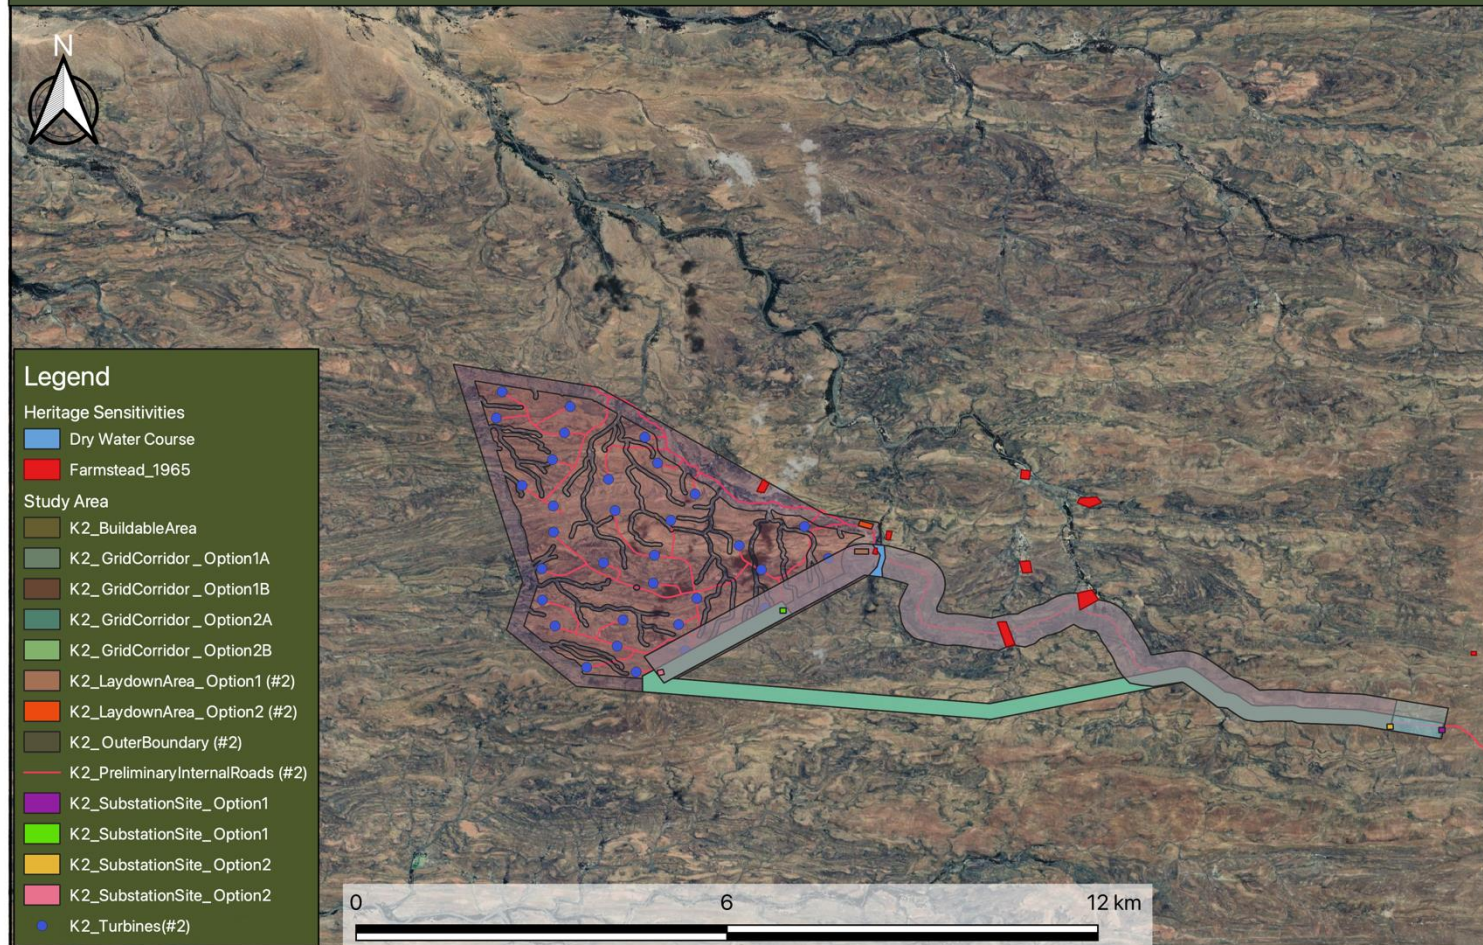 N
Legend
Heritage Sensitivities
Dry Water Course
Farmstead_1965
Study Area
K2_BuildableArea
K2_GridCorridor_Option1A
K2_GridCorridor_Option1B
K2_GridCorridor_Option2A
K2_GridCorridor_Option2B
K2_LaydownArea_Option1 (#2)
K2_LaydownArea_Option2 (#2)
K2_OuterBoundary (#2)
K2_PreliminaryInternalRoads (#2)
K2_SubstationSite_Option1
K2_SubstationSite_Option1
K2_SubstationSite_Option2
K2_SubstationSite_Option2
K2_Turbines(#2)
0 6 12 km